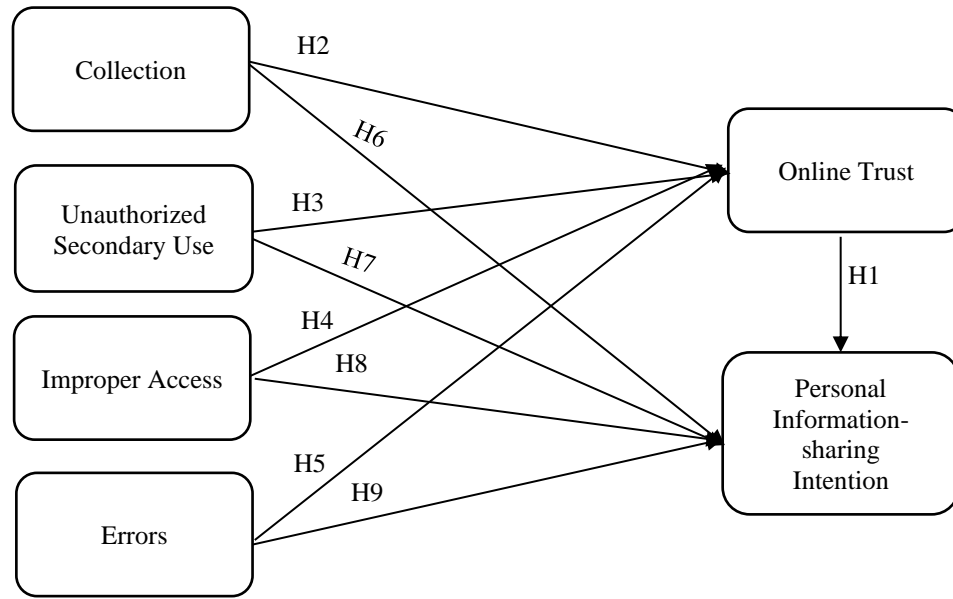 Collection
Unauthorized
Secondary Use
Improper Access
Errors
H2
H6
H3
H7
H4
H8
H5
H9
Online Trust
H1
Personal
Information-
sharing
Intention